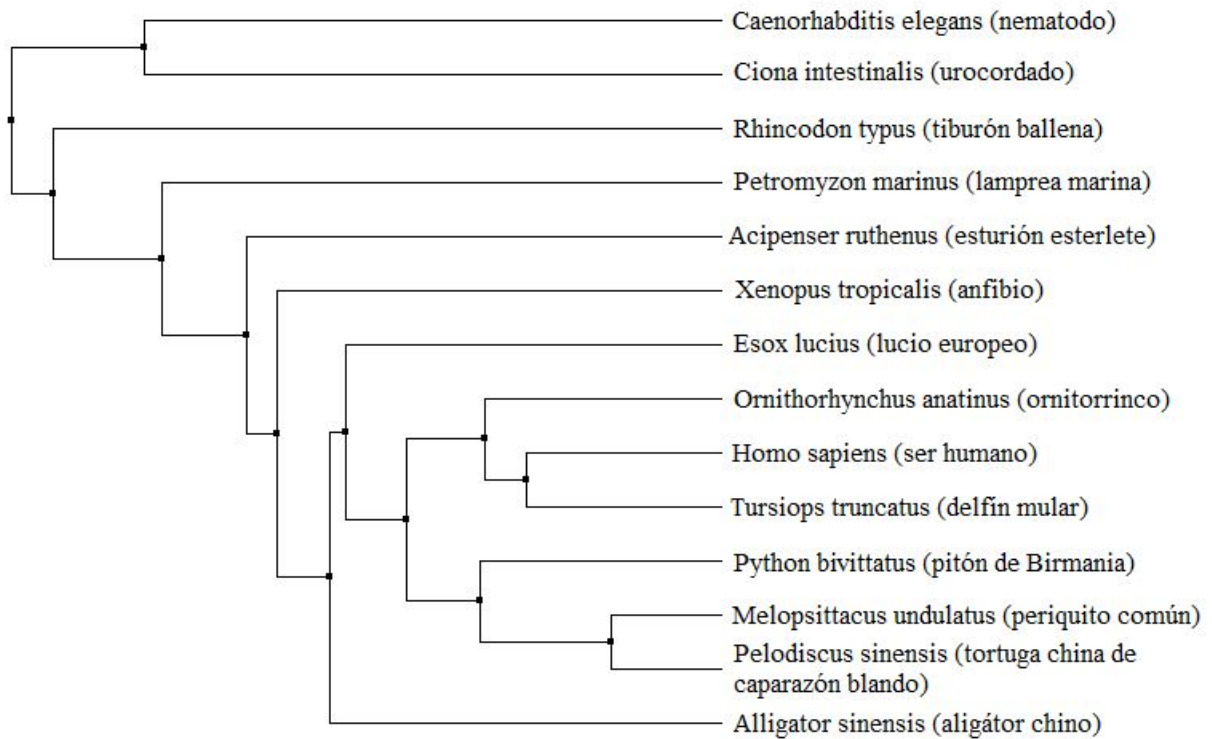 Caenorhabditis elegans (nematodo)
Ciona intestinalis (urocordado)
Rhincodon typus (tiburón ballena)
Petromyzon marinus (lamprea marina)
Acipenser ruthenus (esturión esterlete)
Xenopus tropicalis (anfibio)
Esox lucius (lucio europeo)
Ornithorhynchus anatinus (ornitorrinco)
Homo sapiens (ser humano)
Tursiops truncatus (delfín mular)
Python bivittatus (pitón de Birmania)
Melopsittacus undulatus (periquito común)
Pelodiscus sinensis (tortuga china de
caparazón blando)
Alligator sinensis (aligátor chino)